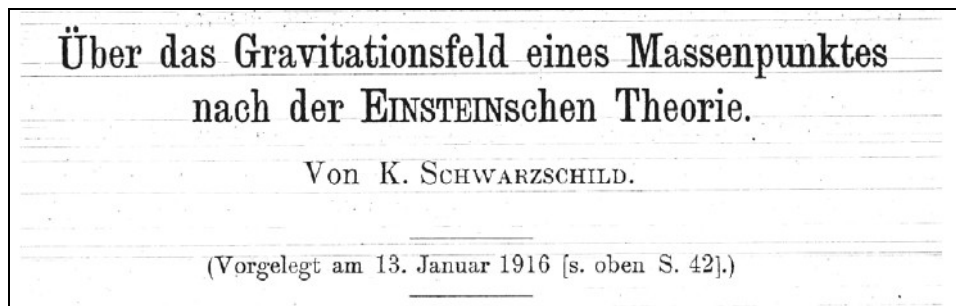 Über das Gravitationsfeld eines Massenpunktes
nach der EINSTEINschen Theorie.
Von K. SCHWARZSCHILD.
(Vorgelegt am 13. Januar 1916 [s. oben S. 42].)